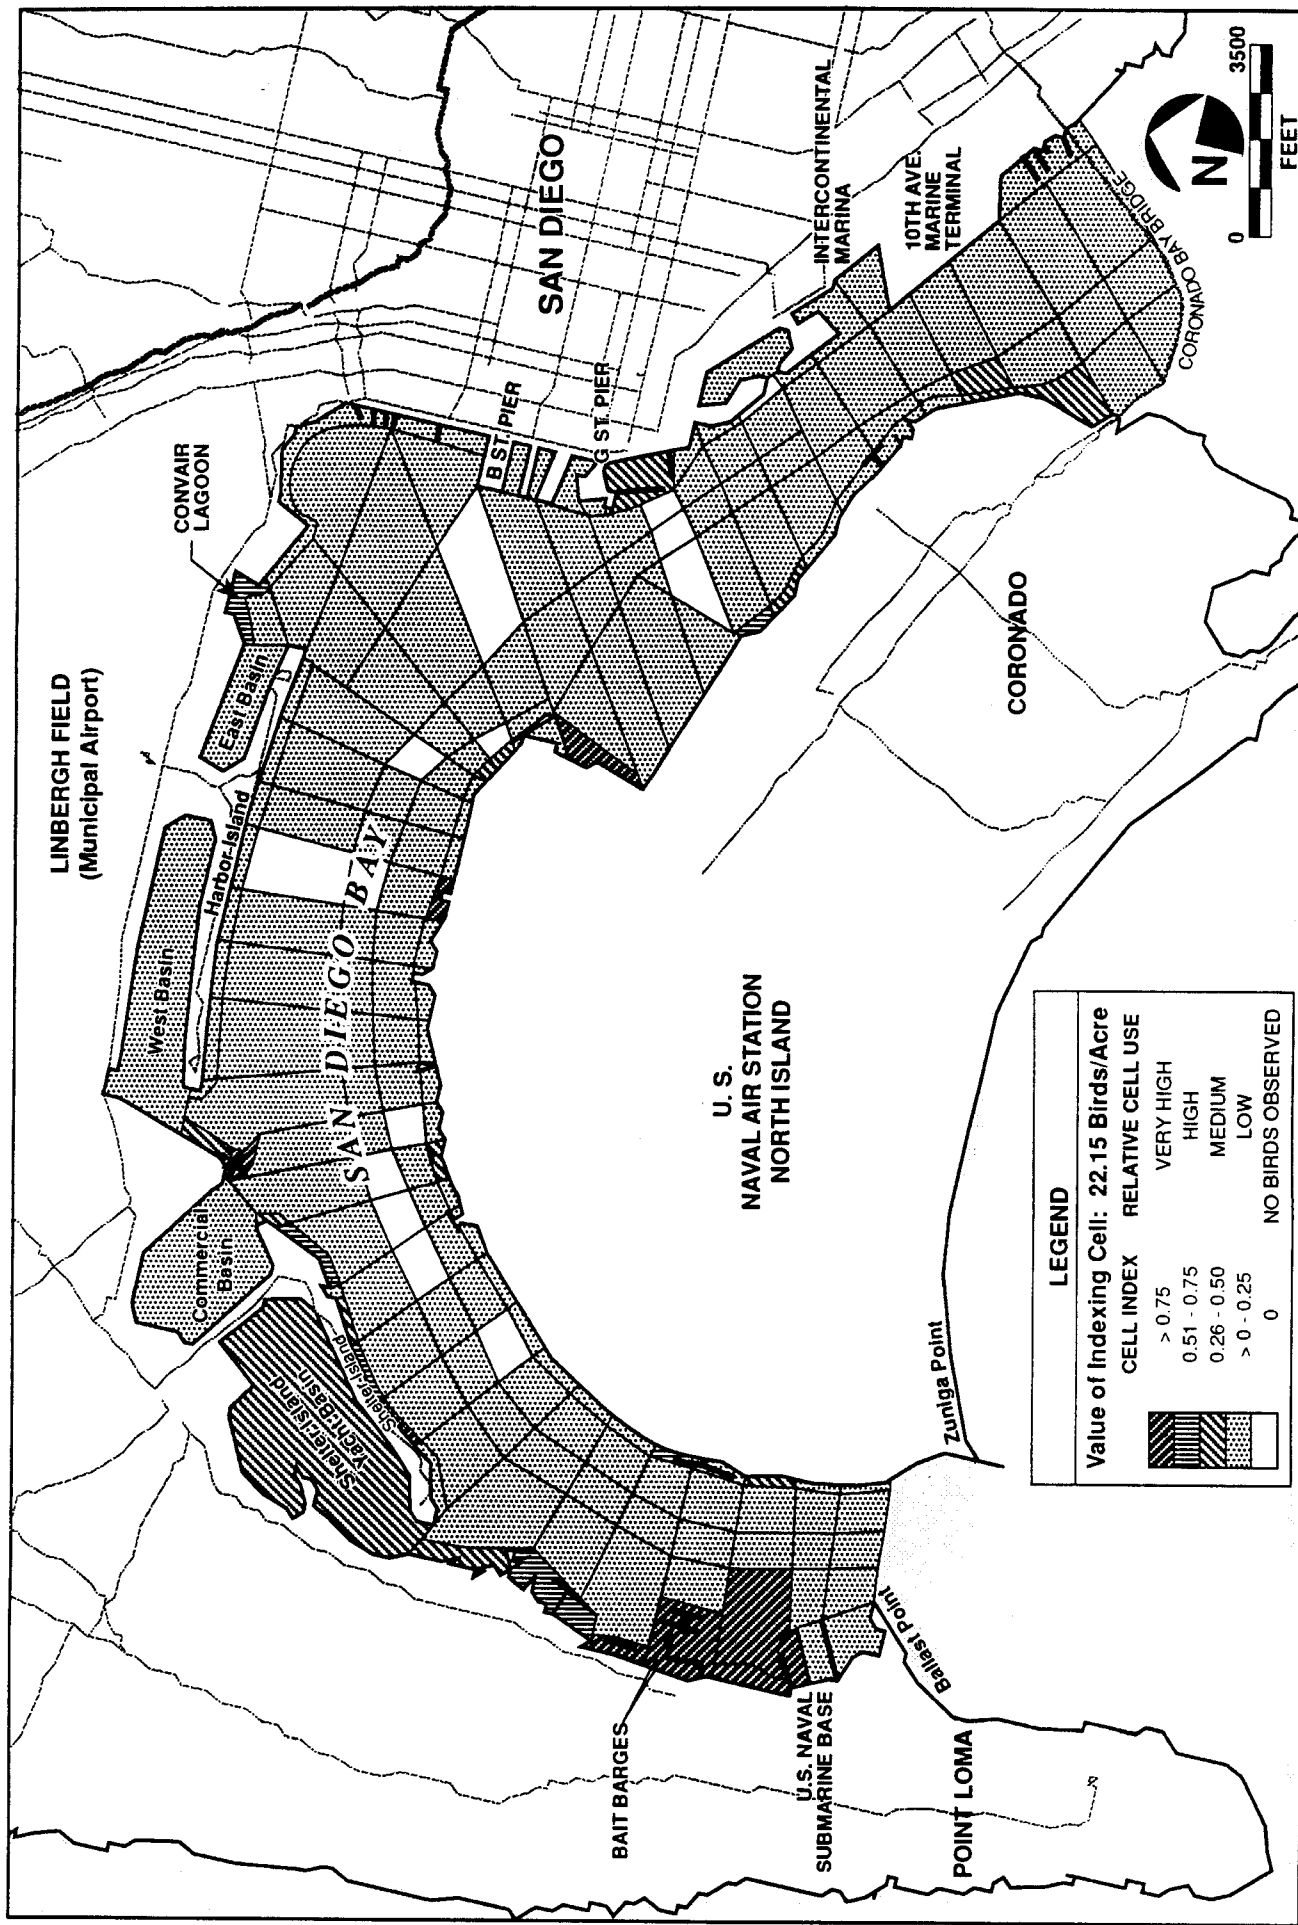 LINBERGH FIELD
(Municipal Airport)
CONVAIR
LAGOON
SAN DIEGO
B ST. PIER
G ST. PIER
INTERCONTINENTAL
MARINA
10TH AVE.
MARINE
TERMINAL
CORONADO BAY BRIDGE
East Basin
Harbor Island
West Basin
Commercial
Basin
Shelter Island
Yacht Basin
Shelter Island
SAN DIEGO BAY
CORONADO
U. S.
NAVAL AIR STATION
NORTH ISLAND
Zuniga Point
Ballast Point
BAIT BARGES
U.S. NAVAL
SUBMARINE BASE
POINT LOMA
N
0 3500
FEET
LEGEND
Value of Indexing Cell: 22.15 Birds/Acre
CELL INDEX RELATIVE CELL USE
> 0.75 VERY HIGH
0.51 - 0.75 HIGH
0.26 - 0.50 MEDIUM
> 0 - 0.25 LOW
0 NO BIRDS OBSERVED